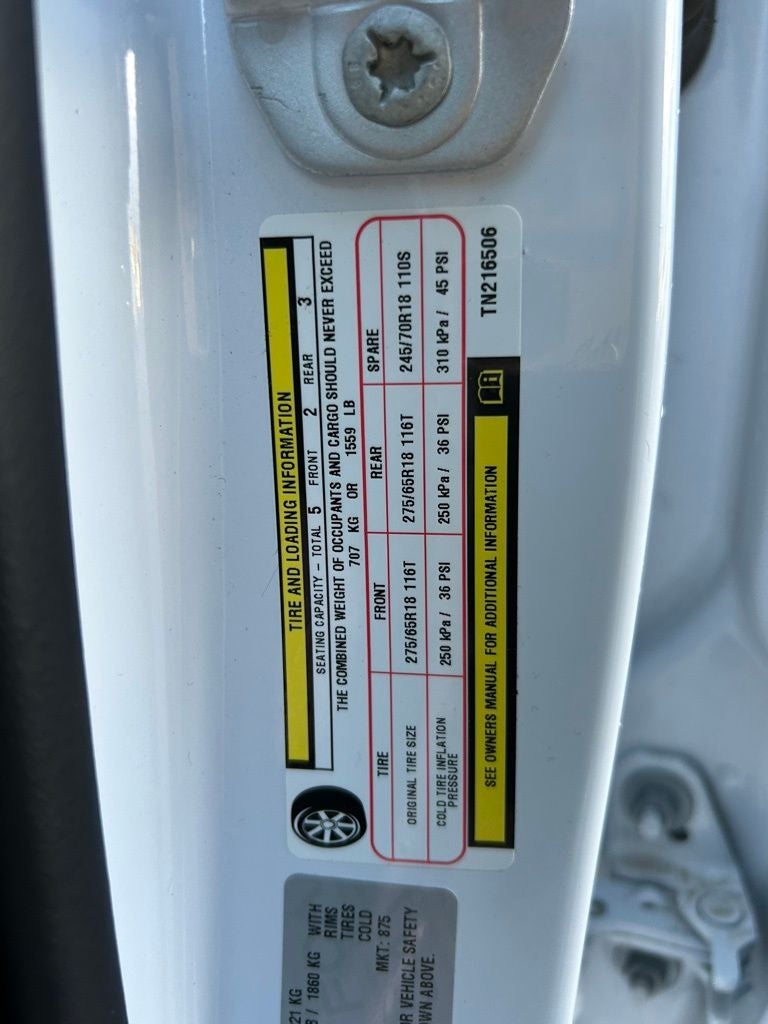 TIRE AND LOADING INFORMATION
SEATING CAPACITY - TOTAL 5 FRONT 2 REAR 3
THE COMBINED WEIGHT OF OCCUPANTS AND CARGO SHOULD NEVER EXCEED
707 KG OR 1559 LB
TIRE FRONT REAR SPARE
ORIGINAL TIRE SIZE 275/65R18 116T 275/65R18 116T 245/70R18 110S
COLD TIRE INFLATION PRESSURE 250 kPa / 36 PSI 250 kPa / 36 PSI 310 kPa / 45 PSI
SEE OWNERS MANUAL FOR ADDITIONAL INFORMATION
TN216506
21 KG
/ 1860 KG WITH
RIMS
TIRES
COLD
MKT: 875
R VEHICLE SAFETY
WN ABOVE.